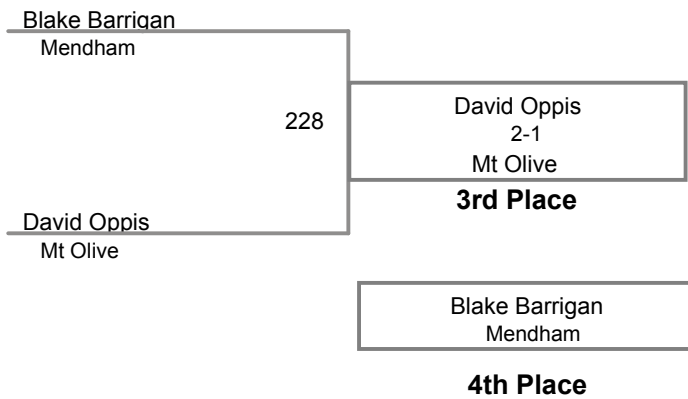 Blake Barrigan
Mendham
228
David Oppis
2-1
Mt Olive
3rd Place
David Oppis
Mt Olive
Blake Barrigan
Mendham
4th Place